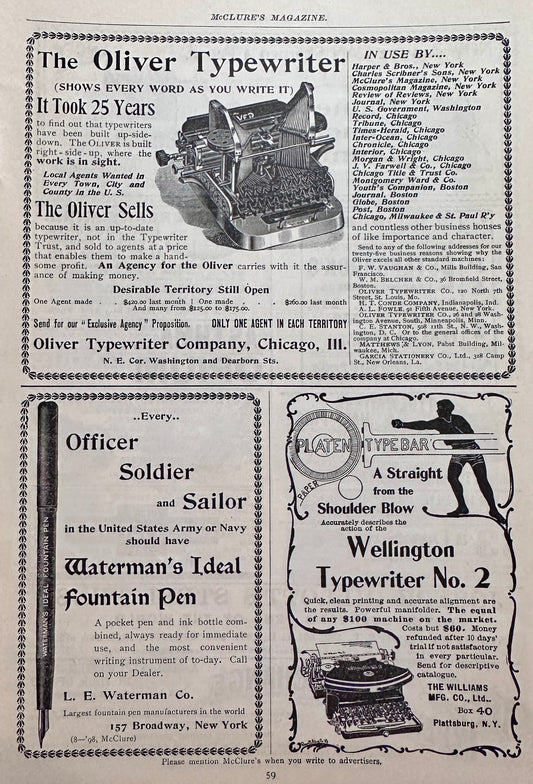 McCLURE'S MAGAZINE.
The Oliver Typewriter
(SHOWS EVERY WORD AS YOU WRITE IT)
It Took 25 Years
to find out that typewriters
have been built up-side-
down. The OLIVER is built
right-side-up, where the
work is in sight.
Local Agents Wanted in
Every Town, City and
County in the U. S.
The Oliver Sells
because it is an up-to-date
typewriter, not in the Typewriter
Trust, and sold to agents at a price
that enables them to make a hand-
some profit. An Agency for the Oliver carries with it the assur-
ance of making money.
Desirable Territory Still Open
One Agent made . . . $420.00 last month | One made . . . $260.00 last month
And many from $125.00 to $175.00.
Send for our "Exclusive Agency" Proposition. ONLY ONE AGENT IN EACH TERRITORY
Oliver Typewriter Company, Chicago, Ill.
N. E. Cor. Washington and Dearborn Sts.
IN USE BY....
Harper & Bros., New York
Charles Scribner's Sons, New York
McClure's Magazine, New York
Cosmopolitan Magazine, New York
Review of Reviews, New York
Journal, New York
U. S. Government, Washington
Record, Chicago
Tribune, Chicago
Times-Herald, Chicago
Inter-Ocean, Chicago
Chronicle, Chicago
Interior, Chicago
Morgan & Wright, Chicago
J. V. Farwell & Co., Chicago
Chicago Title & Trust Co.
Montgomery Ward & Co.
Youth's Companion, Boston
Journal, Boston
Globe, Boston
Post, Boston
Chicago, Milwaukee & St. Paul R'y
and countless other business houses
of like importance and character.
Send to any of the following addresses for our
twenty-five business reasons showing why the
Oliver excels all other standard machines:
F. W. VAUGHAN & CO., Mills Building, San
Francisco.
W. M. BELCHER & CO., 36 Bromfield Street,
Boston.
OLIVER TYPEWRITER CO., 120 North 7th
Street, St. Louis, Mo.
H. T. CONDE COMPANY, Indianapolis, Ind.
A. L. FOWLE, 51 Fifth Avenue, New York.
OLIVER TYPEWRITER CO., 26 and 28 Wash-
ington Avenue, South, Minneapolis, Minn.
C. E. STANTON, 508 11th St., N. W., Wash-
ington, D. C. Or to the general offices of the
company at Chicago.
MATTHEWS & LYON, Pabst Building, Mil-
waukee, Mich.
GARCIA STATIONERY CO., Ltd., 328 Camp
St., New Orleans, La.
WATERMAN'S IDEAL FOUNTAIN PEN
..Every..
Officer
Soldier
and Sailor
in the United States Army or Navy
should have
Waterman's Ideal
Fountain Pen
A pocket pen and ink bottle com-
bined, always ready for immediate
use, and the most convenient
writing instrument of to-day. Call
on your Dealer.
L. E. Waterman Co.
Largest fountain pen manufacturers in the world
157 Broadway, New York
(8—'98, McClure)
PLATEN TYPE BAR
PAPER
A Straight
from the
Shoulder Blow
Accurately describes the
action of the
Wellington
Typewriter No. 2
Quick, clean printing and accurate alignment are
the results. Powerful manifolder. The equal
of any $100 machine on the market.
Costs but $60. Money
refunded after 10 days'
trial if not satisfactory
in every particular.
Send for descriptive
catalogue.
THE WILLIAMS
MFG. CO., Ltd..
Box 40
Plattsburg, N. Y.
Please mention McClure's when you write to advertisers,
59